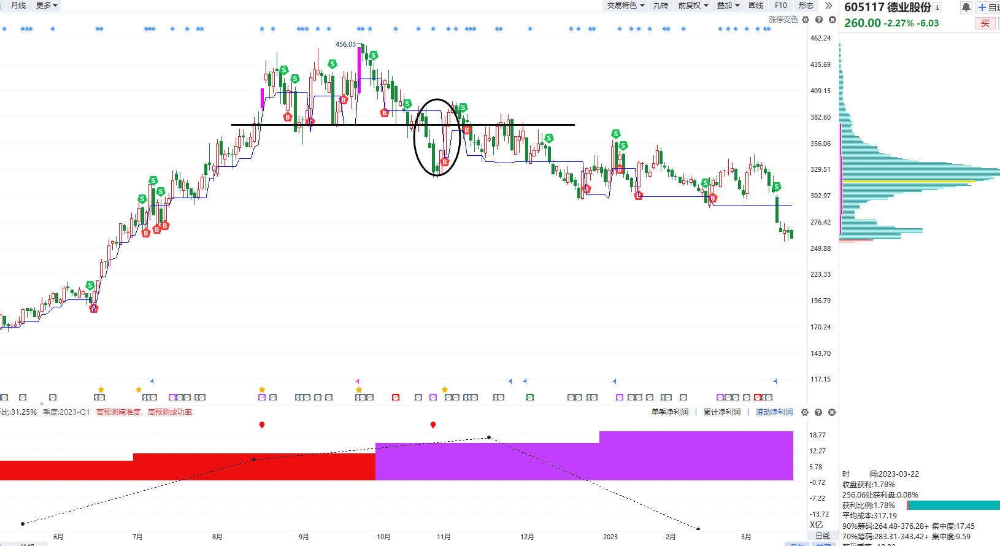 月线 更多 交易特色 九转 前复权 叠加 画线 F10 形态
605117 德业股份
260.00 -2.27% -6.03 买
涨停变色
456.03
462.24
435.69
409.15
382.60
356.06
329.51
302.97
276.42
249.88
223.33
196.79
170.24
143.70
117.15
环比:31.25% 季度:2023-Q1 高预测精准度，高预测成功率
单季净利润 | 累计净利润 | 滚动净利润
18.77
12.27
5.78
-0.72
-7.22
-13.72
X亿
6月 7月 8月 9月 10月 11月 12月 2023 2月 3月 日线
时 间:2023-03-22
收盘获利:1.78%
256.06处获利盘:0.08%
获利比例:1.78%
平均成本:317.19
90%筹码:264.48-376.28+ 集中度:17.45
70%筹码:283.31-343.42+ 集中度:9.59